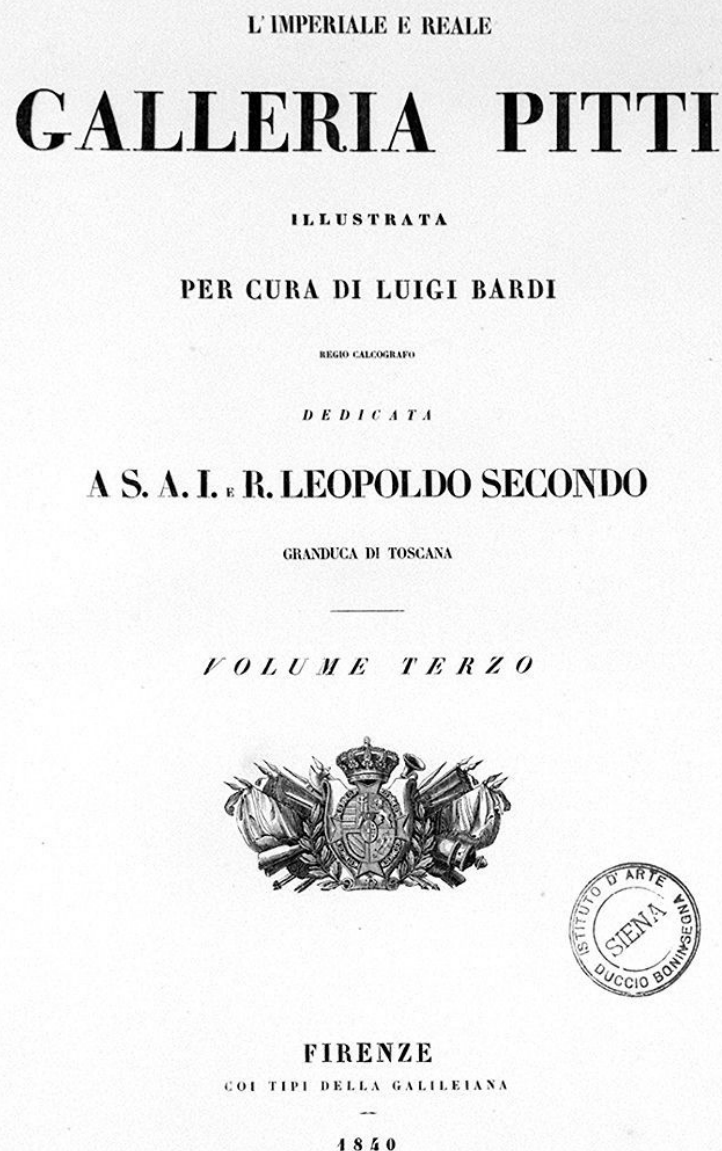 L'IMPERIALE E REALE
GALLERIA PITTI
ILLUSTRATA
PER CURA DI LUIGI BARDI
REGIO CALCOGRAFO
DEDICATA
A S. A. I. E R. LEOPOLDO SECONDO
GRANDUCA DI TOSCANA
VOLUME TERZO
ISTITUTO D'ARTE
DUCCIO BONINSEGNA
SIENA
FIRENZE
COI TIPI DELLA GALILEIANA
1840